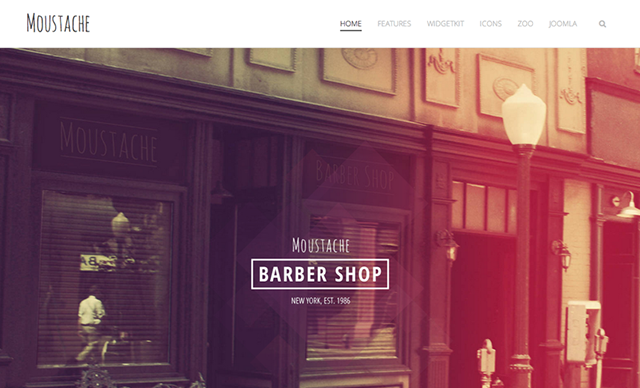 Moustache
HOME FEATURES WIDGETKIT ICONS ZOO JOOMLA
MOUSTACHE
BARBER SHOP
Moustache
BARBER SHOP
NEW YORK, EST. 1986